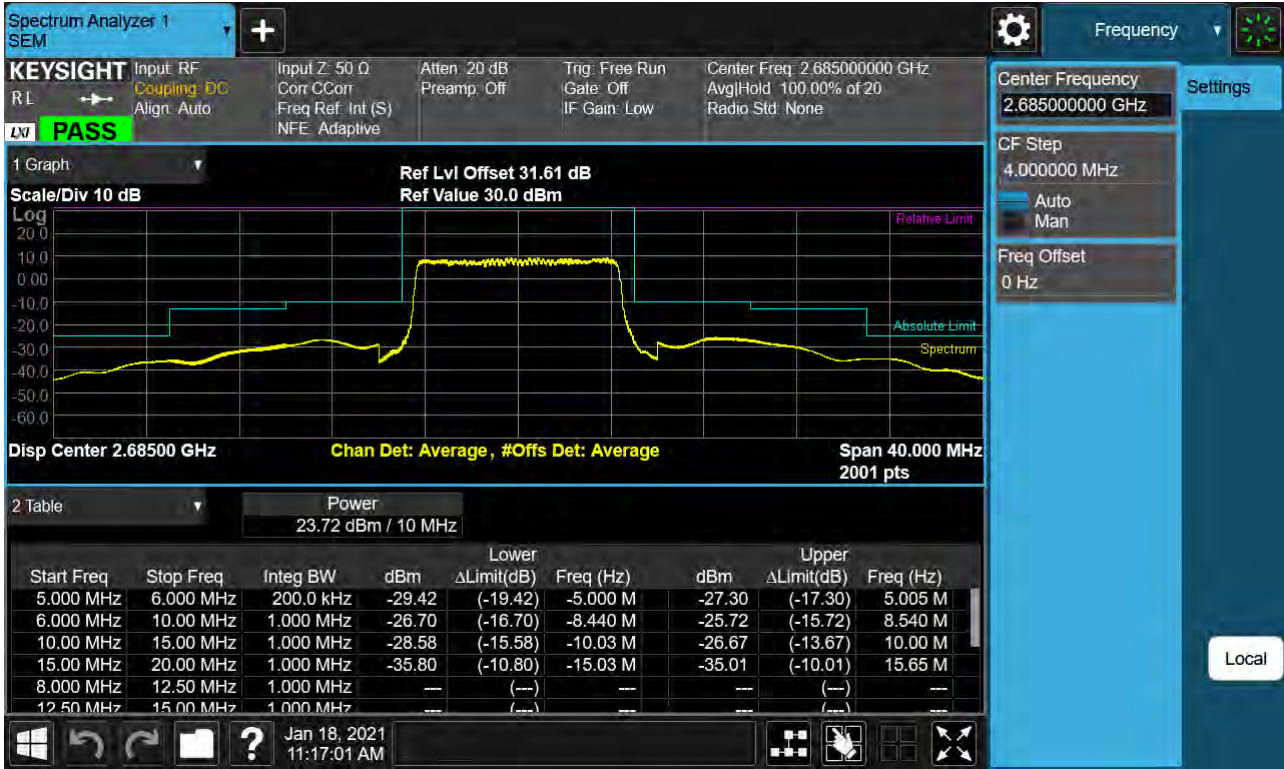 Spectrum Analyzer 1
SEM
+
Frequency
KEYSIGHT
R L
LXI
PASS
Input: RF
Coupling: DC
Align: Auto
Input Z: 50 Ω
Corr CCorr
Freq Ref: Int (S)
NFE: Adaptive
Atten: 20 dB
Preamp: Off
Trig: Free Run
Gate: Off
IF Gain: Low
Center Freq: 2.685000000 GHz
Avg|Hold: 100.00% of 20
Radio Std: None
Center Frequency
2.685000000 GHz
Settings
CF Step
4.000000 MHz
Auto
Man
Freq Offset
0 Hz
1 Graph
Scale/Div 10 dB
Ref Lvl Offset 31.61 dB
Ref Value 30.0 dBm
Log
20.0
10.0
0.00
-10.0
-20.0
-30.0
-40.0
-50.0
-60.0
Relative Limit
Absolute Limit
Spectrum
Disp Center 2.68500 GHz
Chan Det: Average, #Offs Det: Average
Span 40.000 MHz
2001 pts
2 Table
Power
23.72 dBm / 10 MHz
Lower Upper
Start Freq Stop Freq Integ BW dBm ΔLimit(dB) Freq (Hz) dBm ΔLimit(dB) Freq (Hz)
5.000 MHz 6.000 MHz 200.0 kHz -29.42 (-19.42) -5.000 M -27.30 (-17.30) 5.005 M
6.000 MHz 10.00 MHz 1.000 MHz -26.70 (-16.70) -8.440 M -25.72 (-15.72) 8.540 M
10.00 MHz 15.00 MHz 1.000 MHz -28.58 (-15.58) -10.03 M -26.67 (-13.67) 10.00 M
15.00 MHz 20.00 MHz 1.000 MHz -35.80 (-10.80) -15.03 M -35.01 (-10.01) 15.65 M
8.000 MHz 12.50 MHz 1.000 MHz --- (---) --- --- (---) ---
12.50 MHz 15.00 MHz 1.000 MHz --- (---) --- --- (---) ---
Local
?
Jan 18, 2021
11:17:01 AM